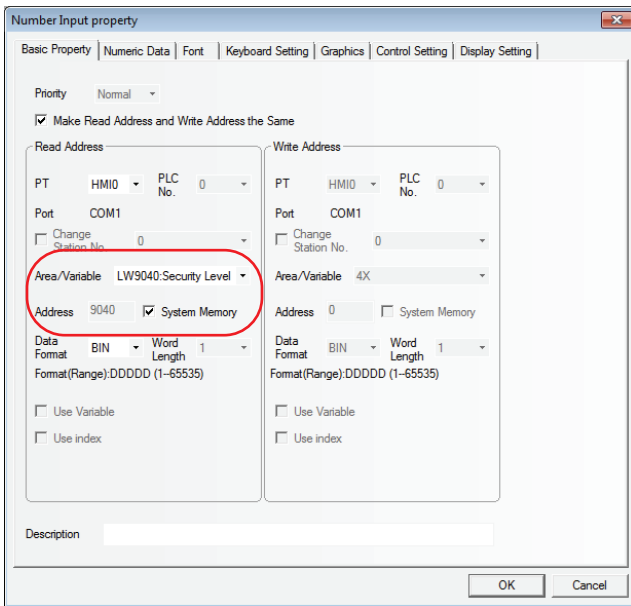 Number Input property
Basic Property Numeric Data Font Keyboard Setting Graphics Control Setting Display Setting
Priority Normal
Make Read Address and Write Address the Same
Read Address
PT HMI0 PLC No. 0
Port COM1
Change Station No. 0
Area/Variable LW9040:Security Level
Address 9040 System Memory
Data Format BIN Word Length 1
Format(Range):DDDDD (1--65535)
Use Variable
Use index
Write Address
PT HMI0 PLC No. 0
Port COM1
Change Station No. 0
Area/Variable 4X
Address 0 System Memory
Data Format BIN Word Length 1
Format(Range):DDDDD (1--65535)
Use Variable
Use index
Description
OK Cancel